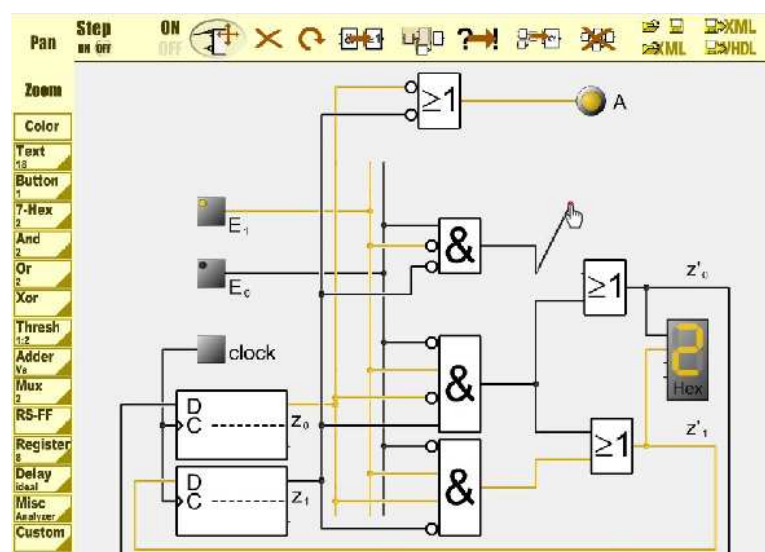 Pan
Step
ON OFF
ON
OFF
XML
XML
VHDL
Zoom
Color
Text
18
Button
1
7-Hex
2
And
2
Or
2
Xor
Thresh
1:2
Adder
Va
Mux
2
RS-FF
Register
8
Delay
ideal
Misc
Analyzer
Custom
≥1
A
E1
&
E0
≥1
z'0
clock
2
Hex
&
D
C
z0
≥1
z'1
D
C
z1
&